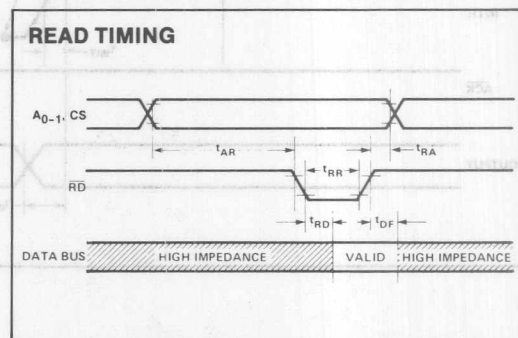 READ TIMING
A0-1, CS
tAR
tRA
RD
tRR
tRD
tDF
DATA BUS
HIGH IMPEDANCE
VALID
HIGH IMPEDANCE